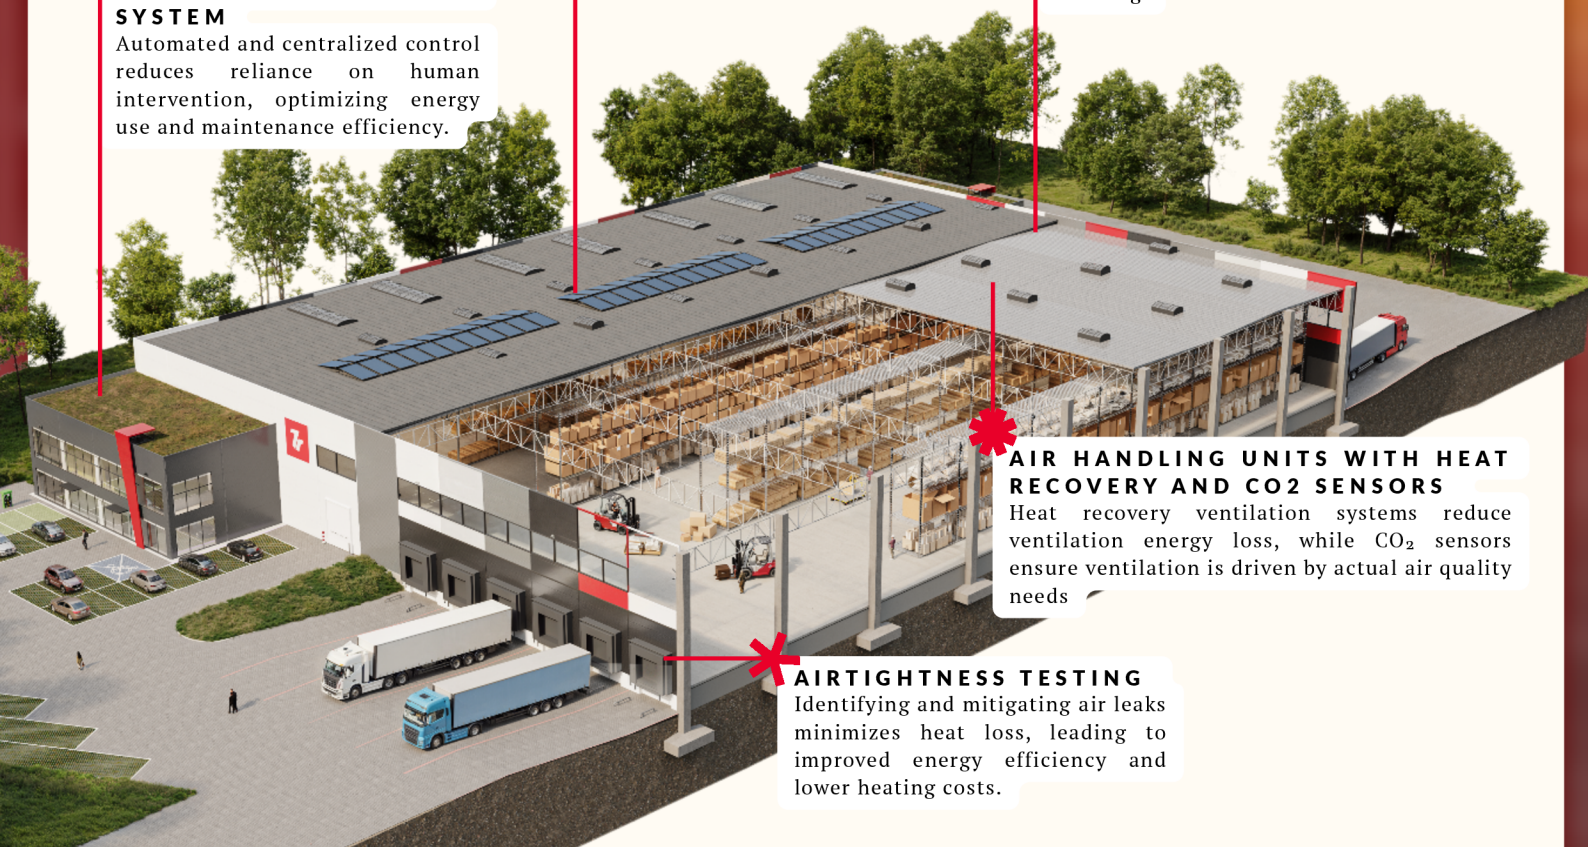 SYSTEM
Automated and centralized control
reduces reliance on human
intervention, optimizing energy
use and maintenance efficiency.
AIR HANDLING UNITS WITH HEAT
RECOVERY AND CO2 SENSORS
Heat recovery ventilation systems reduce
ventilation energy loss, while CO₂ sensors
ensure ventilation is driven by actual air quality
needs
AIRTIGHTNESS TESTING
Identifying and mitigating air leaks
minimizes heat loss, leading to
improved energy efficiency and
lower heating costs.